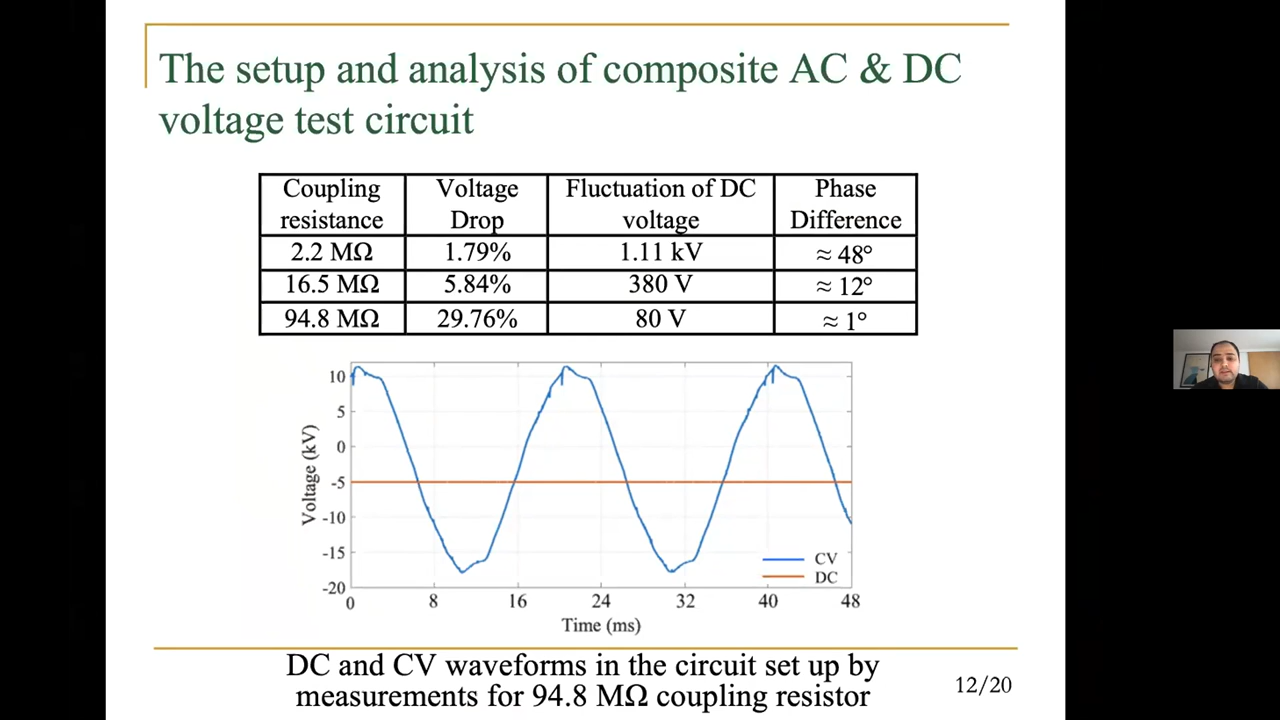 The setup and analysis of composite AC & DC
voltage test circuit
Coupling resistance Voltage Drop Fluctuation of DC voltage Phase Difference
2.2 MΩ 1.79% 1.11 kV ≈ 48°
16.5 MΩ 5.84% 380 V ≈ 12°
94.8 MΩ 29.76% 80 V ≈ 1°
10
5
0
-5
-10
-15
-20
Voltage (kV)
CV
DC
0 8 16 24 32 40 48
Time (ms)
DC and CV waveforms in the circuit set up by
measurements for 94.8 MΩ coupling resistor
12/20